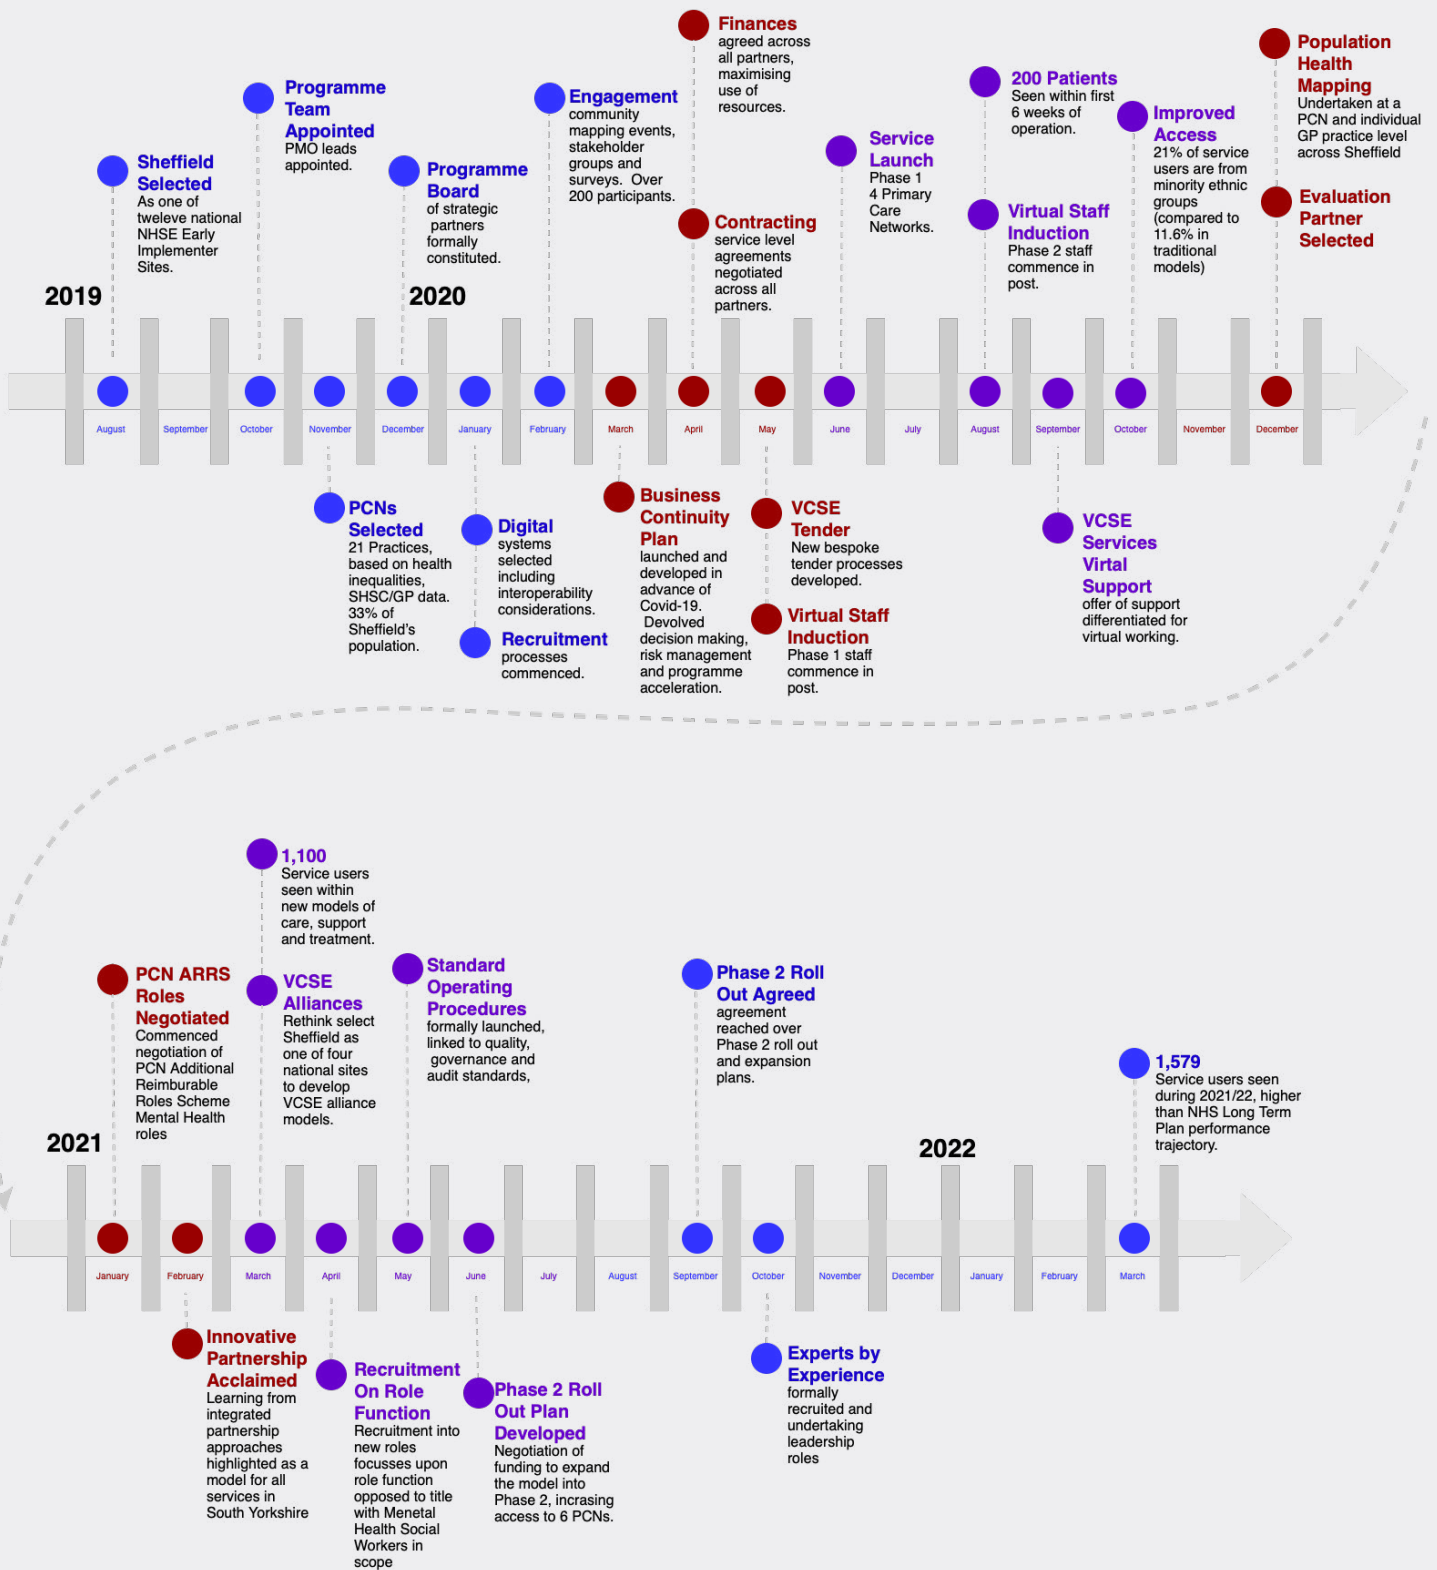 Finances
agreed across
all partners,
maximising
use of
resources.
Population
Health
Mapping
Undertaken at a
PCN and individual
GP practice level
across Sheffield
Programme
Team
Appointed
PMO leads
appointed.
Engagement
community
mapping events,
stakeholder
groups and
surveys. Over
200 participants.
200 Patients
Seen within first
6 weeks of
operation.
Improved
Access
21% of service
users are from
minority ethnic
groups
(compared to
11.6% in
traditional
models)
Sheffield
Selected
As one of
tweleve national
NHSE Early
Implementer
Sites.
Programme
Board
of strategic
partners
formally
constituted.
Service
Launch
Phase 1
4 Primary
Care
Networks.
Contracting
service level
agreements
negotiated
across all
partners.
Virtual Staff
Induction
Phase 2 staff
commence in
post.
Evaluation
Partner
Selected
2019
2020
August
September
October
November
December
January
February
March
April
May
June
July
August
September
October
November
December
PCNs
Selected
21 Practices,
based on health
inequalities,
SHSC/GP data.
33% of
Sheffield's
population.
Digital
systems
selected
including
interoperability
considerations.
Recruitment
processes
commenced.
Business
Continuity
Plan
launched and
developed in
advance of
Covid-19.
Devolved
decision making,
risk management
and programme
acceleration.
VCSE
Tender
New bespoke
tender processes
developed.
Virtual Staff
Induction
Phase 1 staff
commence in
post.
VCSE
Services
Virtal
Support
offer of support
differentiated for
virtual working.
1,100
Service users
seen within
new models of
care, support
and treatment.
PCN ARRS
Roles
Negotiated
Commenced
negotiation of
PCN Additional
Reimburable
Roles Scheme
Mental Health
roles
VCSE
Alliances
Rethink select
Sheffield as
one of four
national sites
to develop
VCSE alliance
models.
Standard
Operating
Procedures
formally launched,
linked to quality,
governance and
audit standards,
Phase 2 Roll
Out Agreed
agreement
reached over
Phase 2 roll out
and expansion
plans.
1,579
Service users seen
during 2021/22, higher
than NHS Long Term
Plan performance
trajectory.
2021
2022
January
February
March
April
May
June
July
August
September
October
November
December
January
February
March
Innovative
Partnership
Acclaimed
Learning from
integrated
partnership
approaches
highlighted as a
model for all
services in
South Yorkshire
Recruitment
On Role
Function
Recruitment into
new roles
focusses upon
role function
opposed to title
with Menetal
Health Social
Workers in
scope
Phase 2 Roll
Out Plan
Developed
Negotiation of
funding to expand
the model into
Phase 2, incrasing
access to 6 PCNs.
Experts by
Experience
formally
recruited and
undertaking
leadership
roles